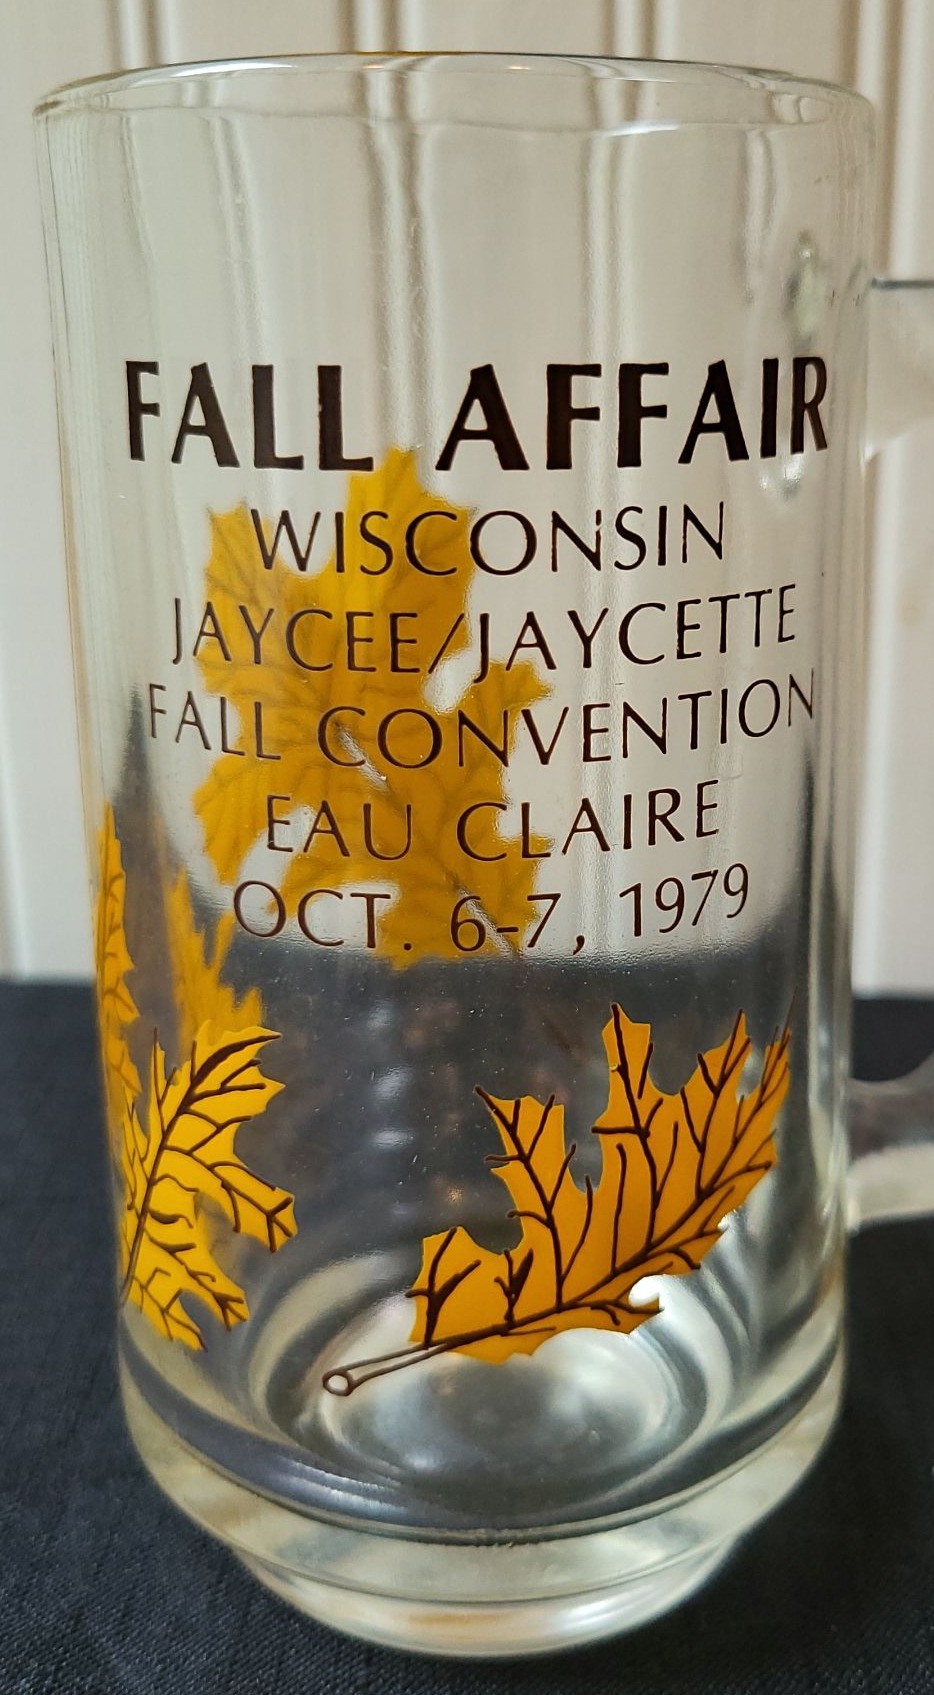 FALL AFFAIR
WISCONSIN
JAYCEE/JAYCETTE
FALL CONVENTION
EAU CLAIRE
OCT. 6-7, 1979